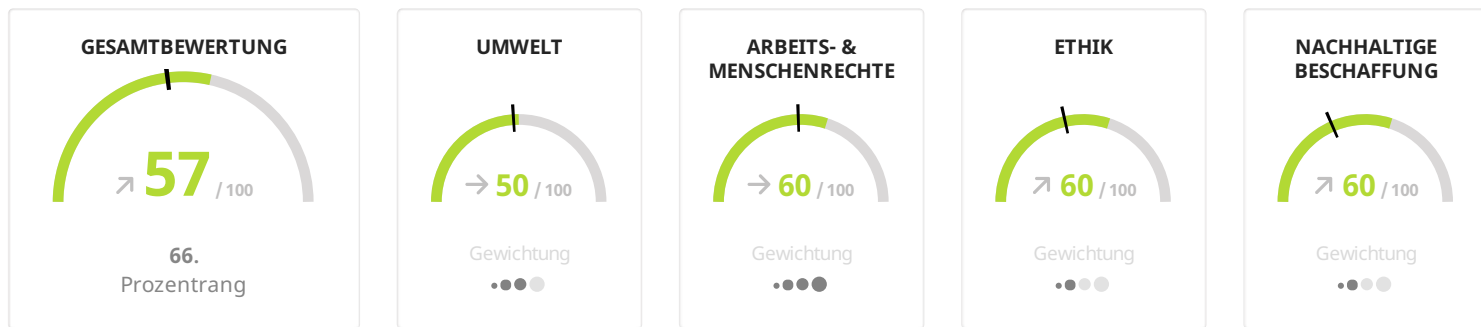 GESAMTBEWERTUNG
57 / 100
66.
Prozentrang
UMWELT
50 / 100
Gewichtung
ARBEITS- &
MENSCHENRECHTE
60 / 100
Gewichtung
ETHIK
60 / 100
Gewichtung
NACHHALTIGE
BESCHAFFUNG
60 / 100
Gewichtung